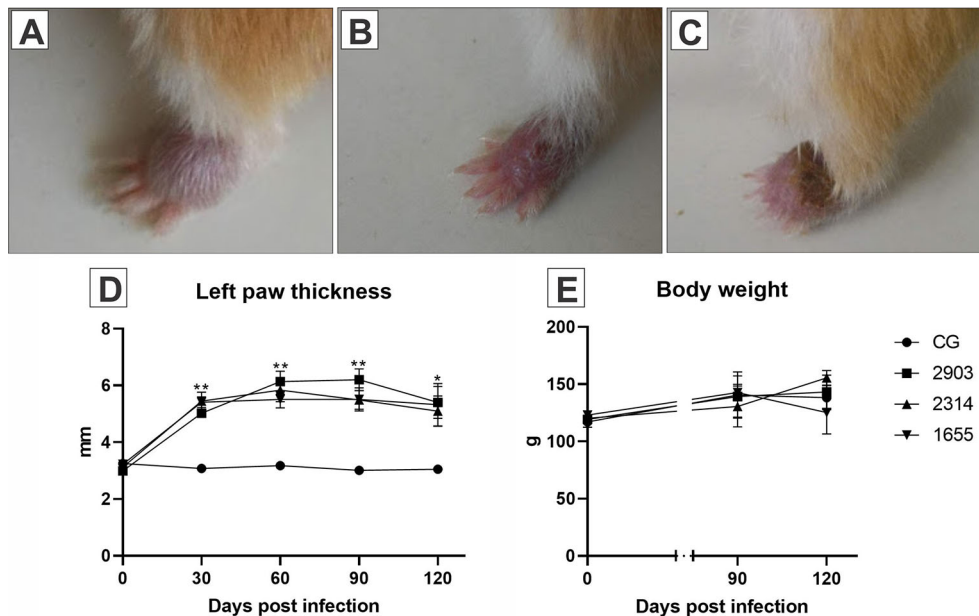 A
B
C
D
Left paw thickness
8
6
4
2
0
mm
**
**
**
*
0
30
60
90
120
Days post infection
E
Body weight
200
150
100
50
0
g
0
90
120
Days post infection
CG
2903
2314
1655